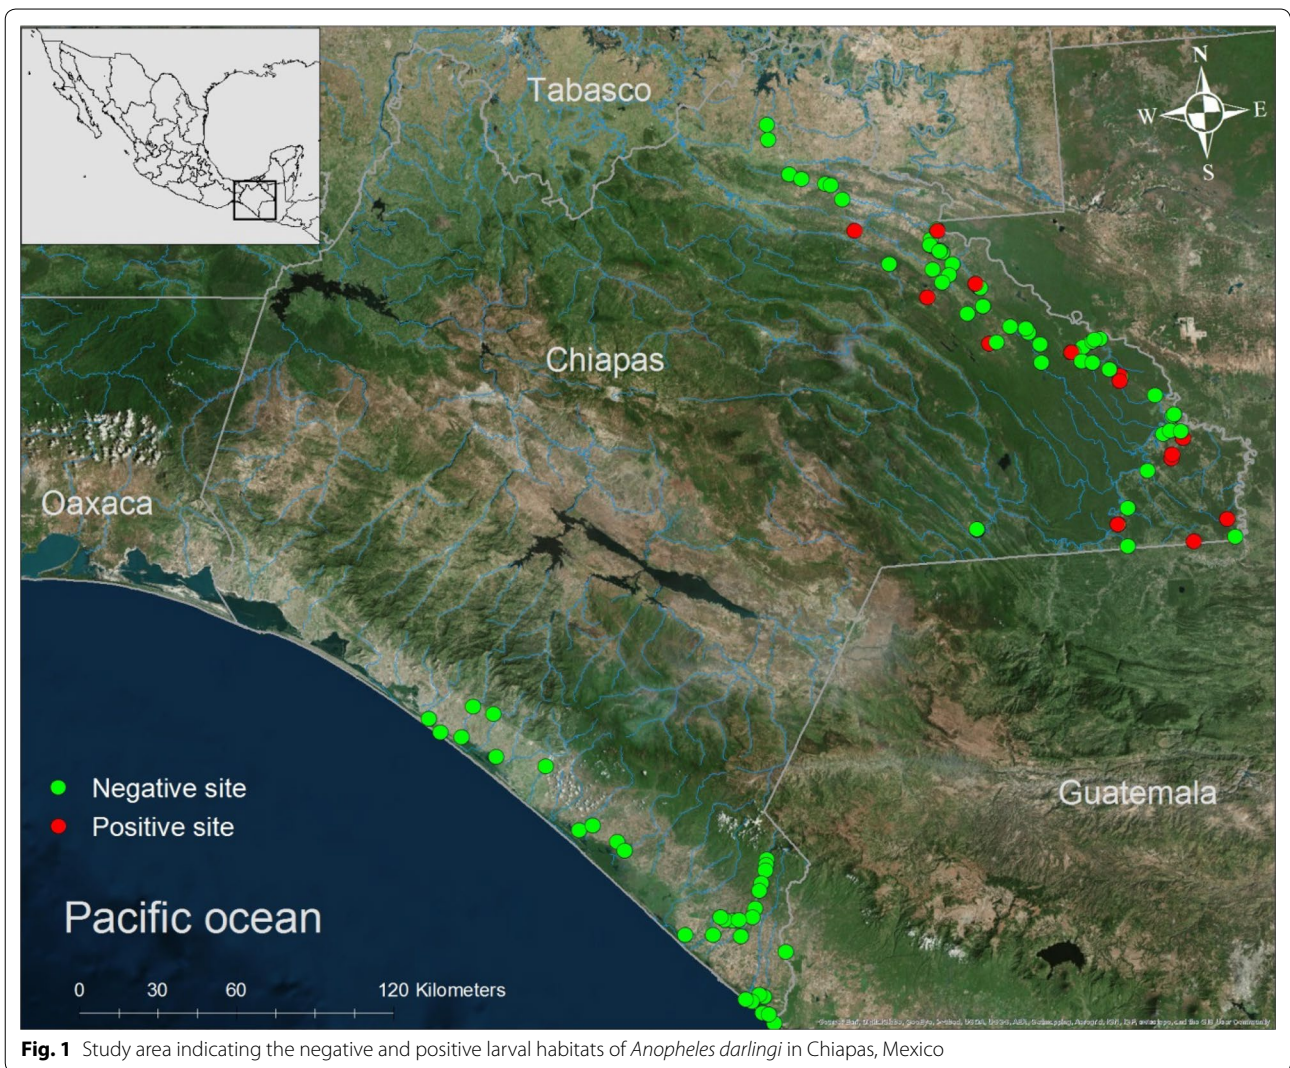 Tabasco
N
W
E
S
Chiapas
Oaxaca
Negative site
Positive site
Guatemala
Pacific ocean
0 30 60 120 Kilometers
Fig. 1 Study area indicating the negative and positive larval habitats of Anopheles darlingi in Chiapas, Mexico